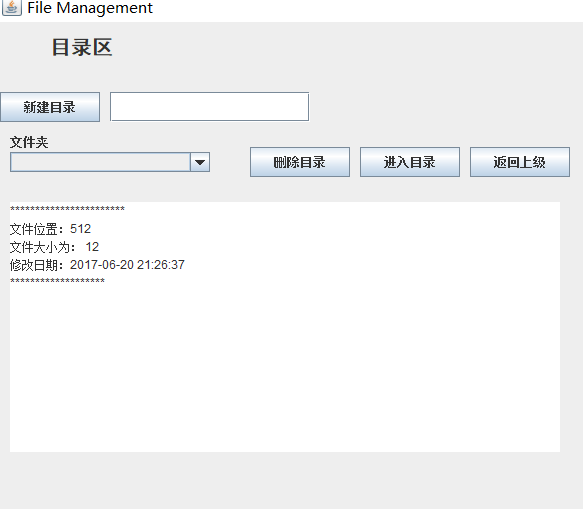 File Management
目录区
新建目录
文件夹
删除目录 进入目录 返回上级
***********************
文件位置：512
文件大小为： 12
修改日期：2017-06-20 21:26:37
*******************